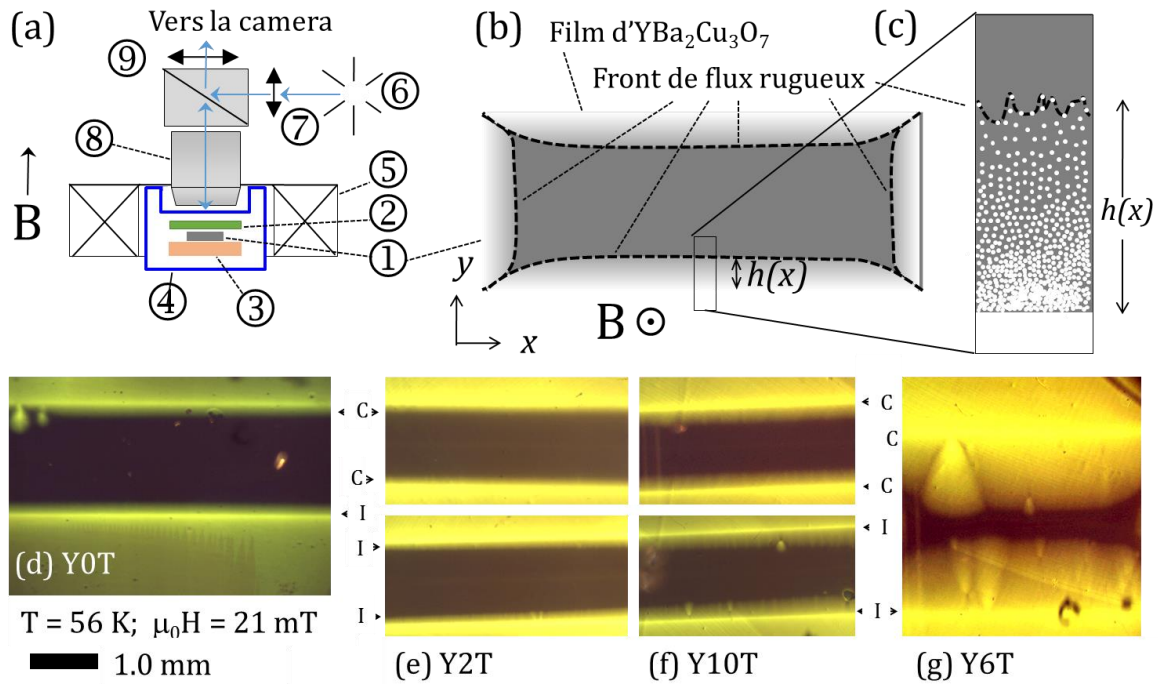 (a)
Vers la camera
⑨
⑥
⑦
⑧
⑤
②
①
B
④
③
(b)
Film d'YBa₂Cu₃O₇
Front de flux rugueux
h(x)
y
x
B
(c)
h(x)
C
C
I
(d) Y0T
I
I
T = 56 K; µ₀H = 21 mT
1.0 mm
(e) Y2T
C
C
C
I
I
(f) Y10T
(g) Y6T